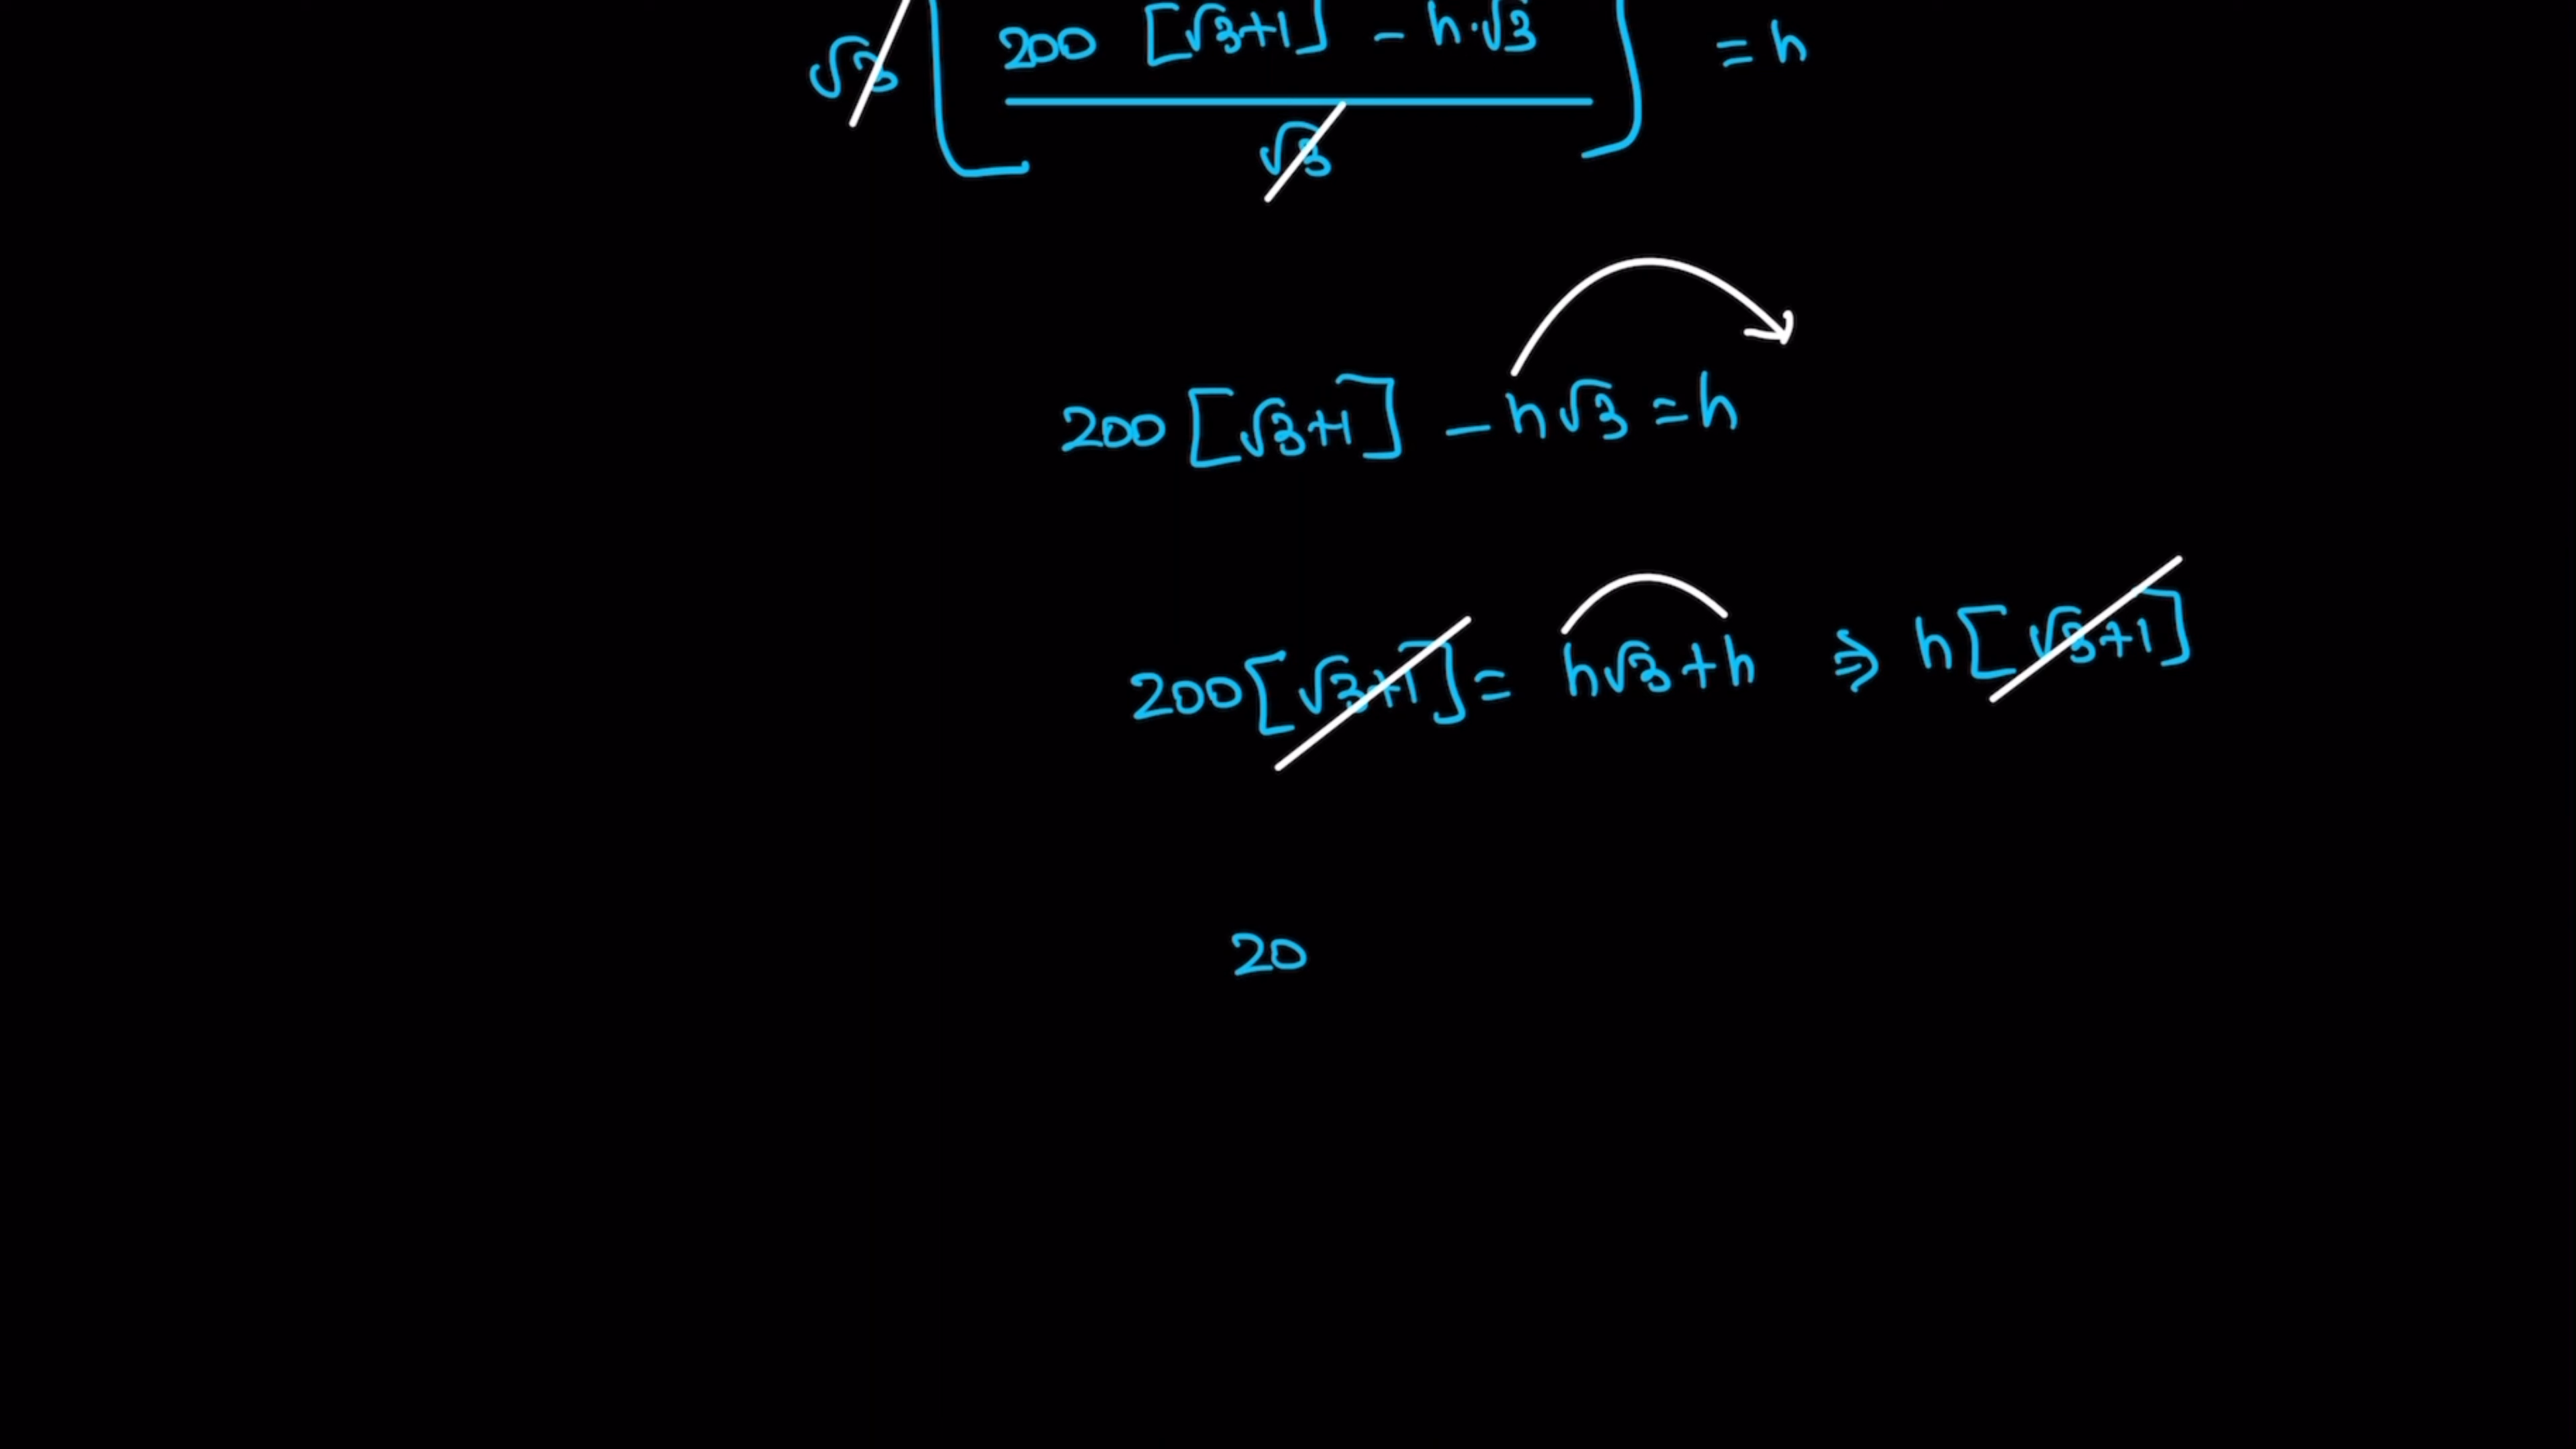 √3 [ 200 [√3+1] - h·√3 / √3 ] = h
200 [√3+1] - h√3 = h
200 [√3+1] = h√3 + h ⇒ h [√3+1]
20